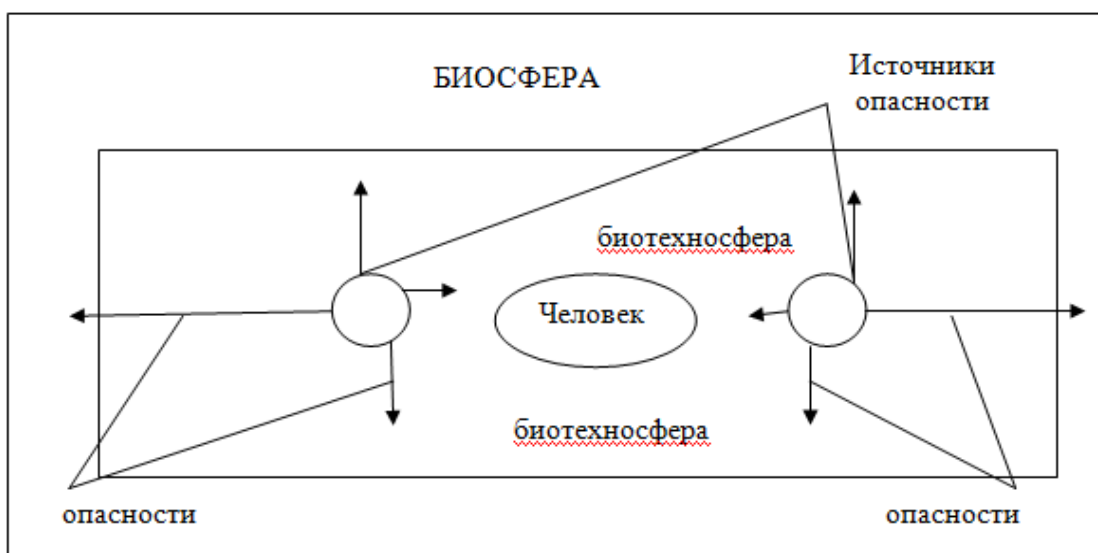 БИОСФЕРА
Источники
опасности
биотехносфера
Человек
биотехносфера
опасности
опасности